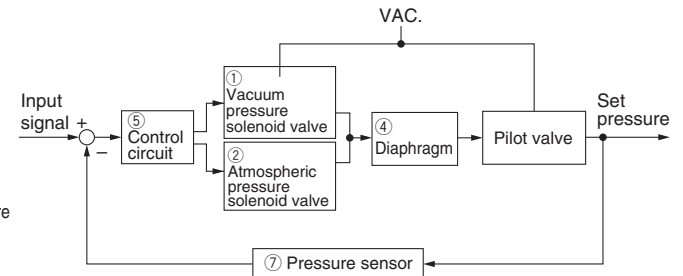 VAC.
Input
signal +
−
⑤
Control
circuit
①
Vacuum
pressure
solenoid valve
②
Atmospheric
pressure
solenoid valve
④
Diaphragm
Pilot valve
Set
pressure
re
⑦ Pressure sensor